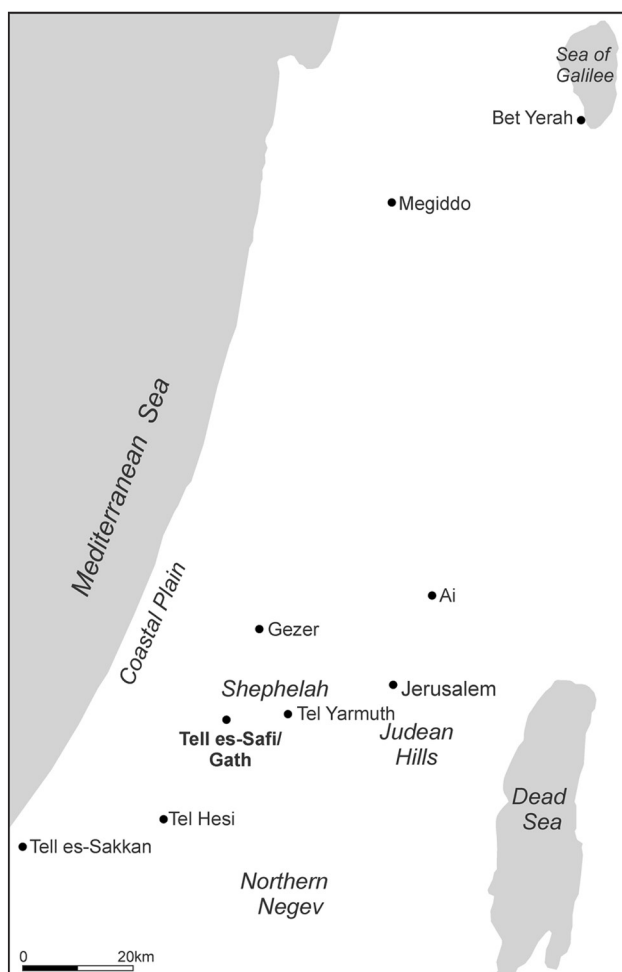 Sea of
Galilee
Bet Yerah
Megiddo
Mediterranean Sea
Coastal Plain
Ai
Gezer
Shephelah
Jerusalem
Tel Yarmuth
Tell es-Safi/
Gath
Judean
Hills
Dead
Sea
Tel Hesi
Tell es-Sakkan
Northern
Negev
0 20km